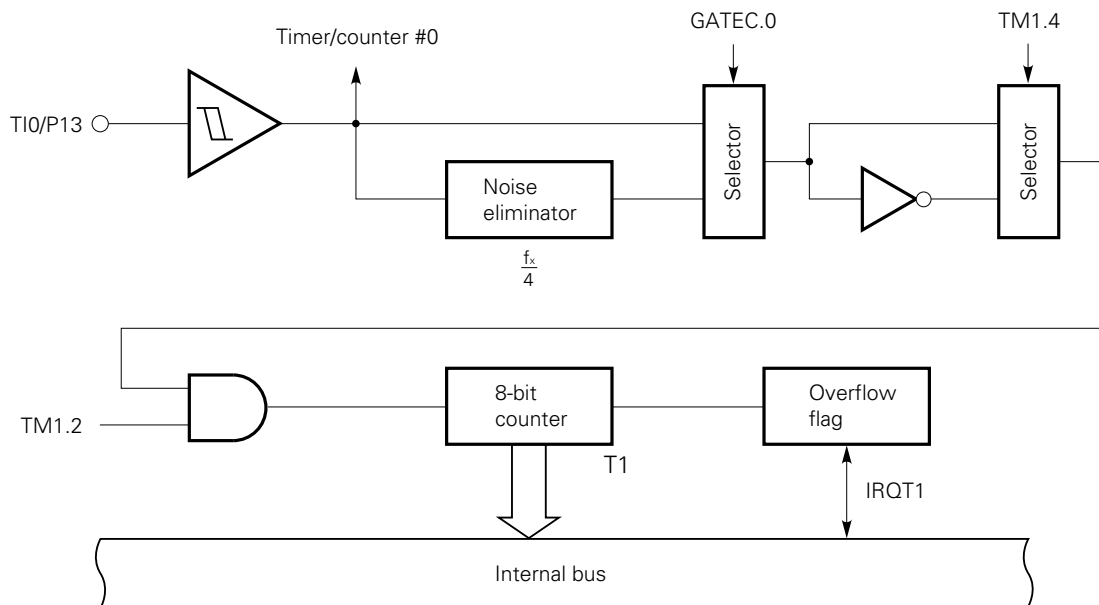 GATEC.0
TM1.4
Timer/counter #0
TI0/P13
Noise
eliminator
Selector
Selector
fx
4
TM1.2
8-bit
counter
Overflow
flag
T1
IRQT1
Internal bus